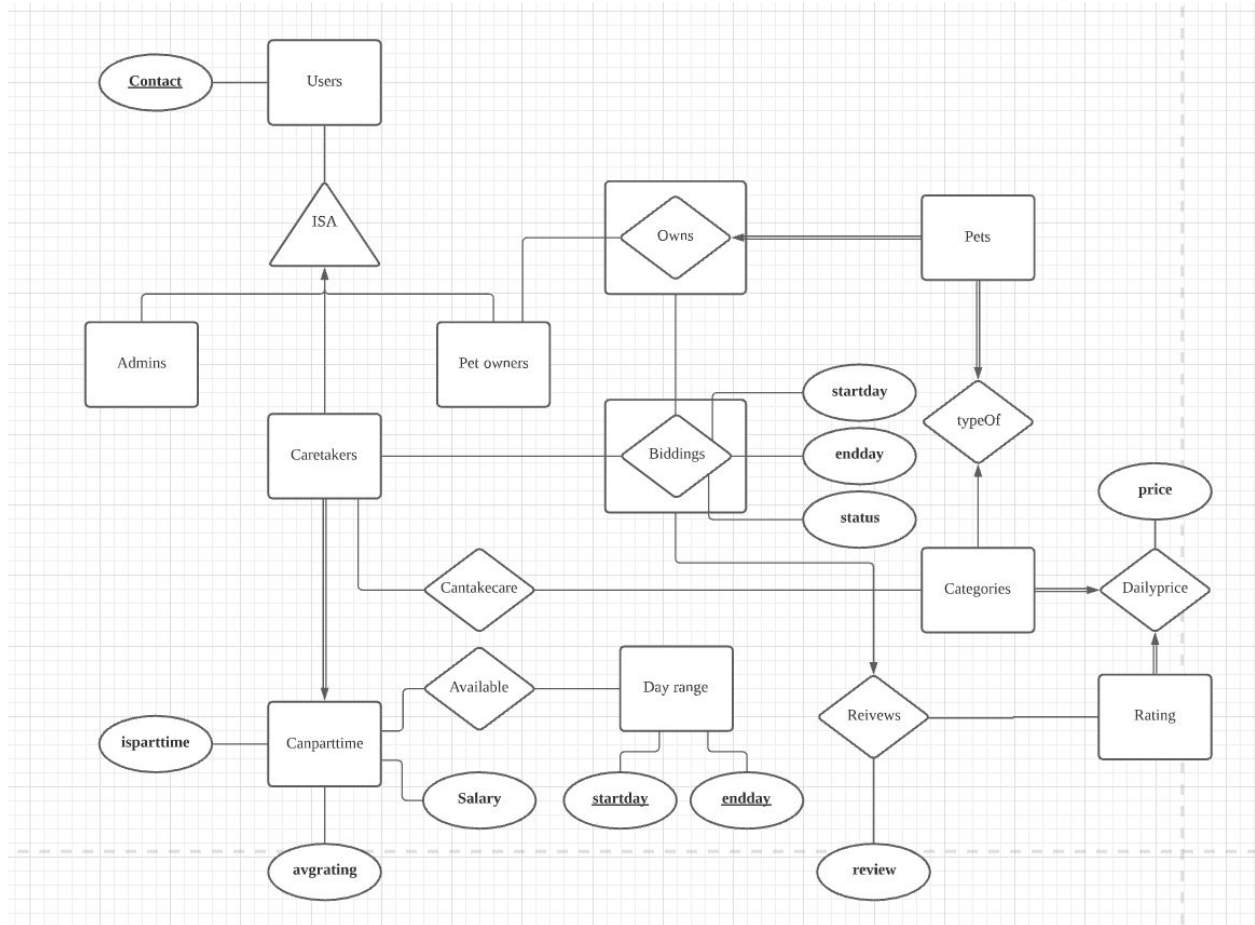 Contact
Users
ISA
Owns
Pets
Admins
Pet owners
startday
typeOf
Caretakers
Biddings
endday
price
status
Cantakecare
Categories
Dailyprice
Available
Day range
Reivews
Rating
isparttime
Canparttime
Salary
startday
endday
avgrating
review